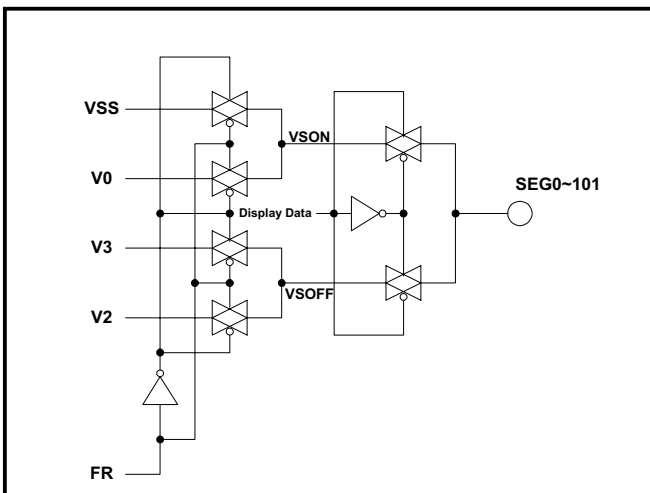 VSS
VSON
V0
SEG0~101
Display Data
V3
VSOFF
V2
FR